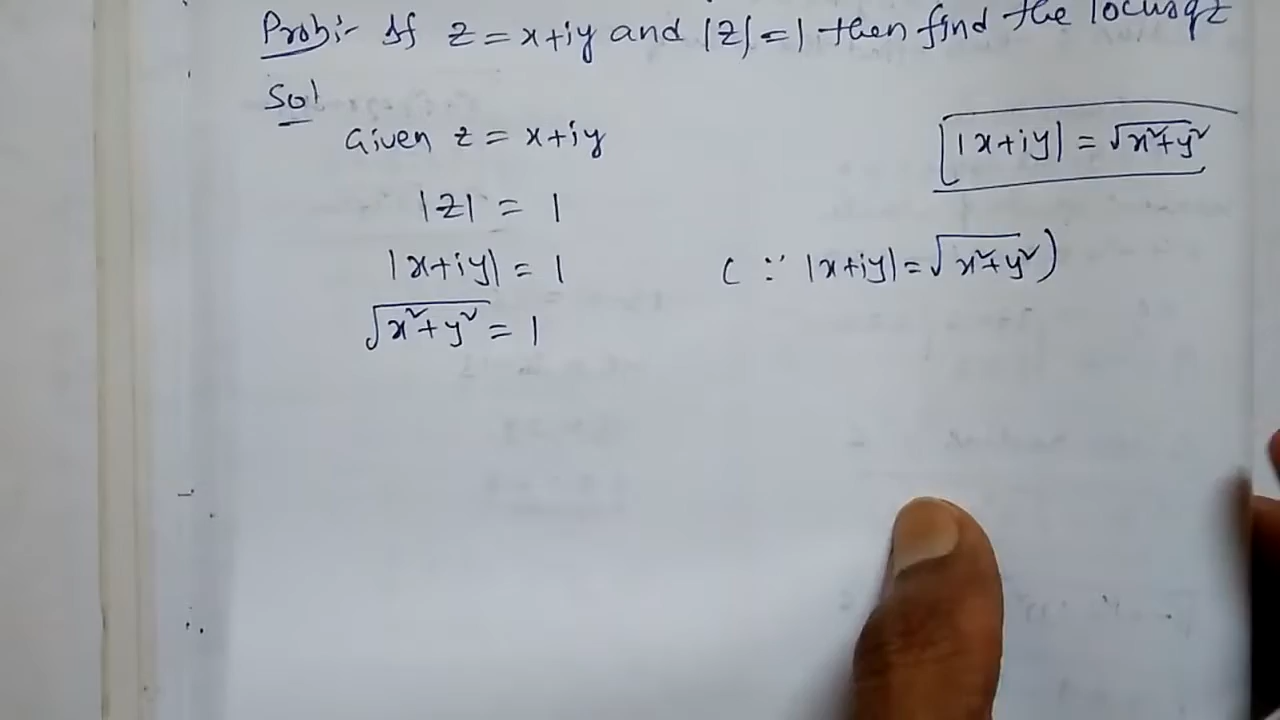 Prob:- If z = x+iy and |z| = 1 then find the locus of z
Sol
Given z = x+iy
|x+iy| = √x²+y²
|z| = 1
|x+iy| = 1 (∵ |x+iy| = √x²+y²)
√x²+y² = 1